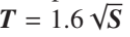 T = 1.6 √S